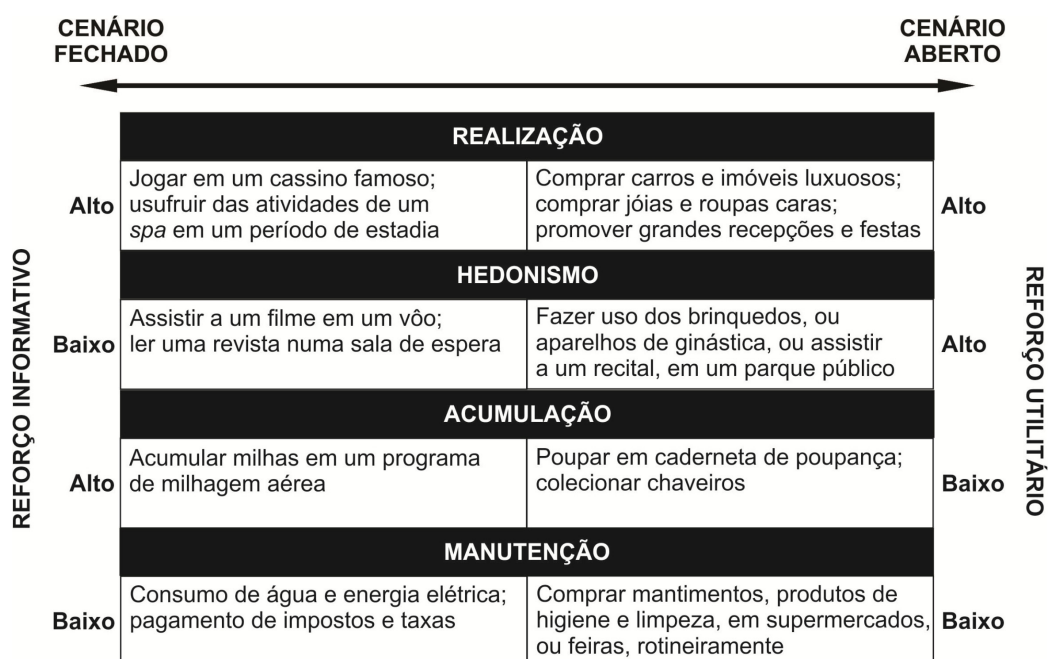 CENÁRIO
FECHADO
CENÁRIO
ABERTO
REALIZAÇÃO
Alto
Jogar em um cassino famoso;
usufruir das atividades de um
spa em um período de estadia
Comprar carros e imóveis luxuosos;
comprar jóias e roupas caras;
promover grandes recepções e festas
Alto
HEDONISMO
Baixo
Assistir a um filme em um vôo;
ler uma revista numa sala de espera
Fazer uso dos brinquedos, ou
aparelhos de ginástica, ou assistir
a um recital, em um parque público
Alto
ACUMULAÇÃO
Alto
Acumular milhas em um programa
de milhagem aérea
Poupar em caderneta de poupança;
colecionar chaveiros
Baixo
MANUTENÇÃO
Baixo
Consumo de água e energia elétrica;
pagamento de impostos e taxas
Comprar mantimentos, produtos de
higiene e limpeza, em supermercados,
ou feiras, rotineiramente
Baixo
REFORÇO INFORMATIVO
REFORÇO UTILITÁRIO